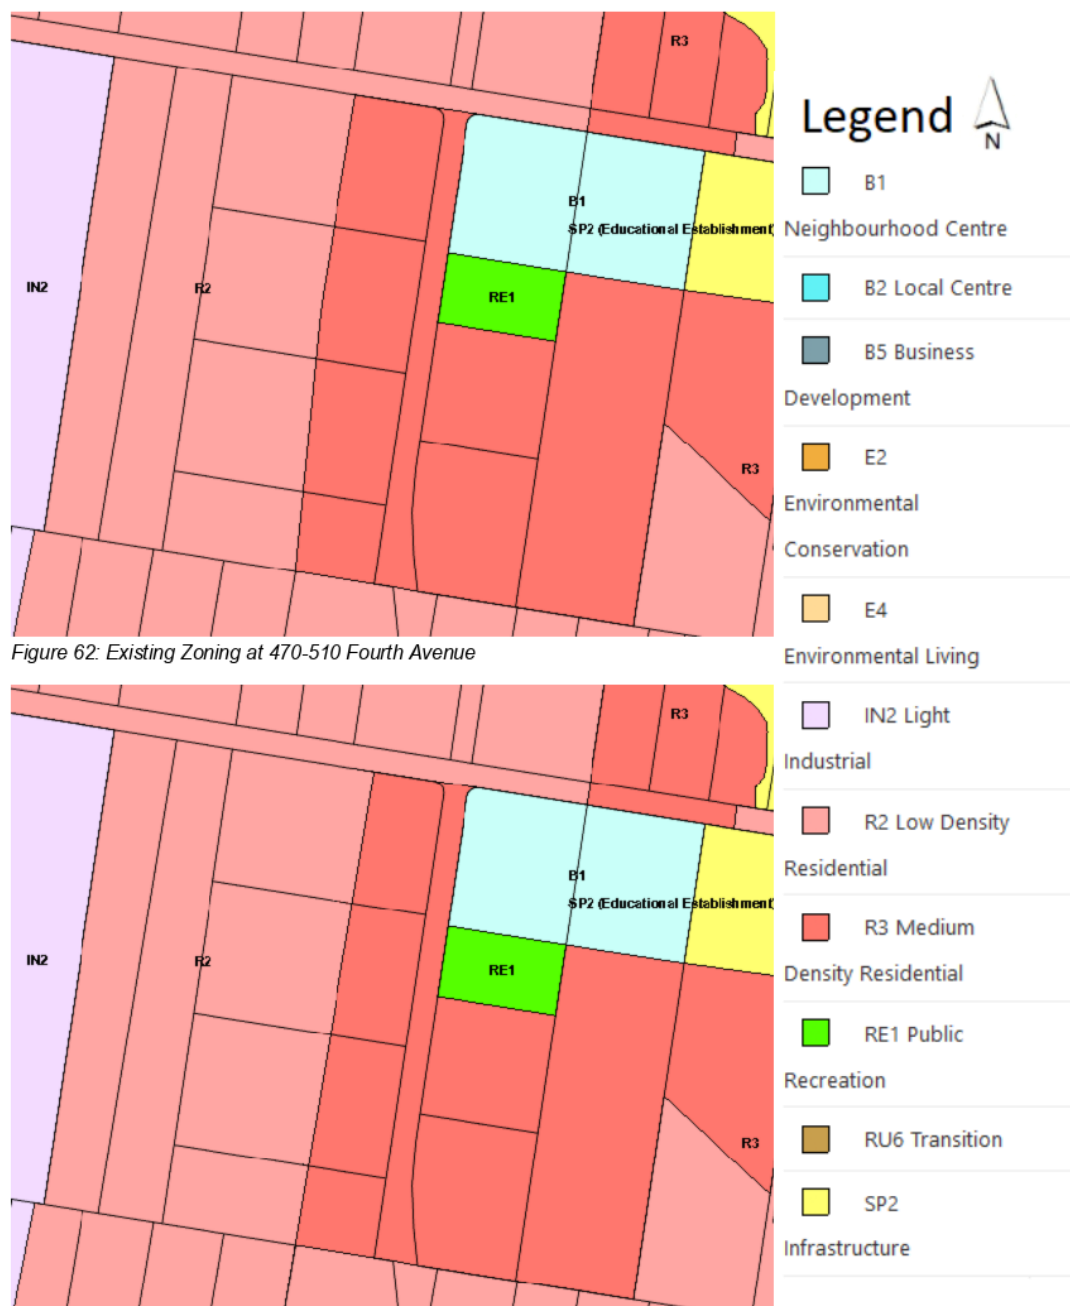 R3
B1
SP2 (Educational Establishment)
IN2
R2
RE1
R3
Figure 62: Existing Zoning at 470-510 Fourth Avenue
R3
B1
SP2 (Educational Establishment)
IN2
R2
RE1
R3
Legend
N
B1
Neighbourhood Centre
B2 Local Centre
B5 Business
Development
E2
Environmental
Conservation
E4
Environmental Living
IN2 Light
Industrial
R2 Low Density
Residential
R3 Medium
Density Residential
RE1 Public
Recreation
RU6 Transition
SP2
Infrastructure